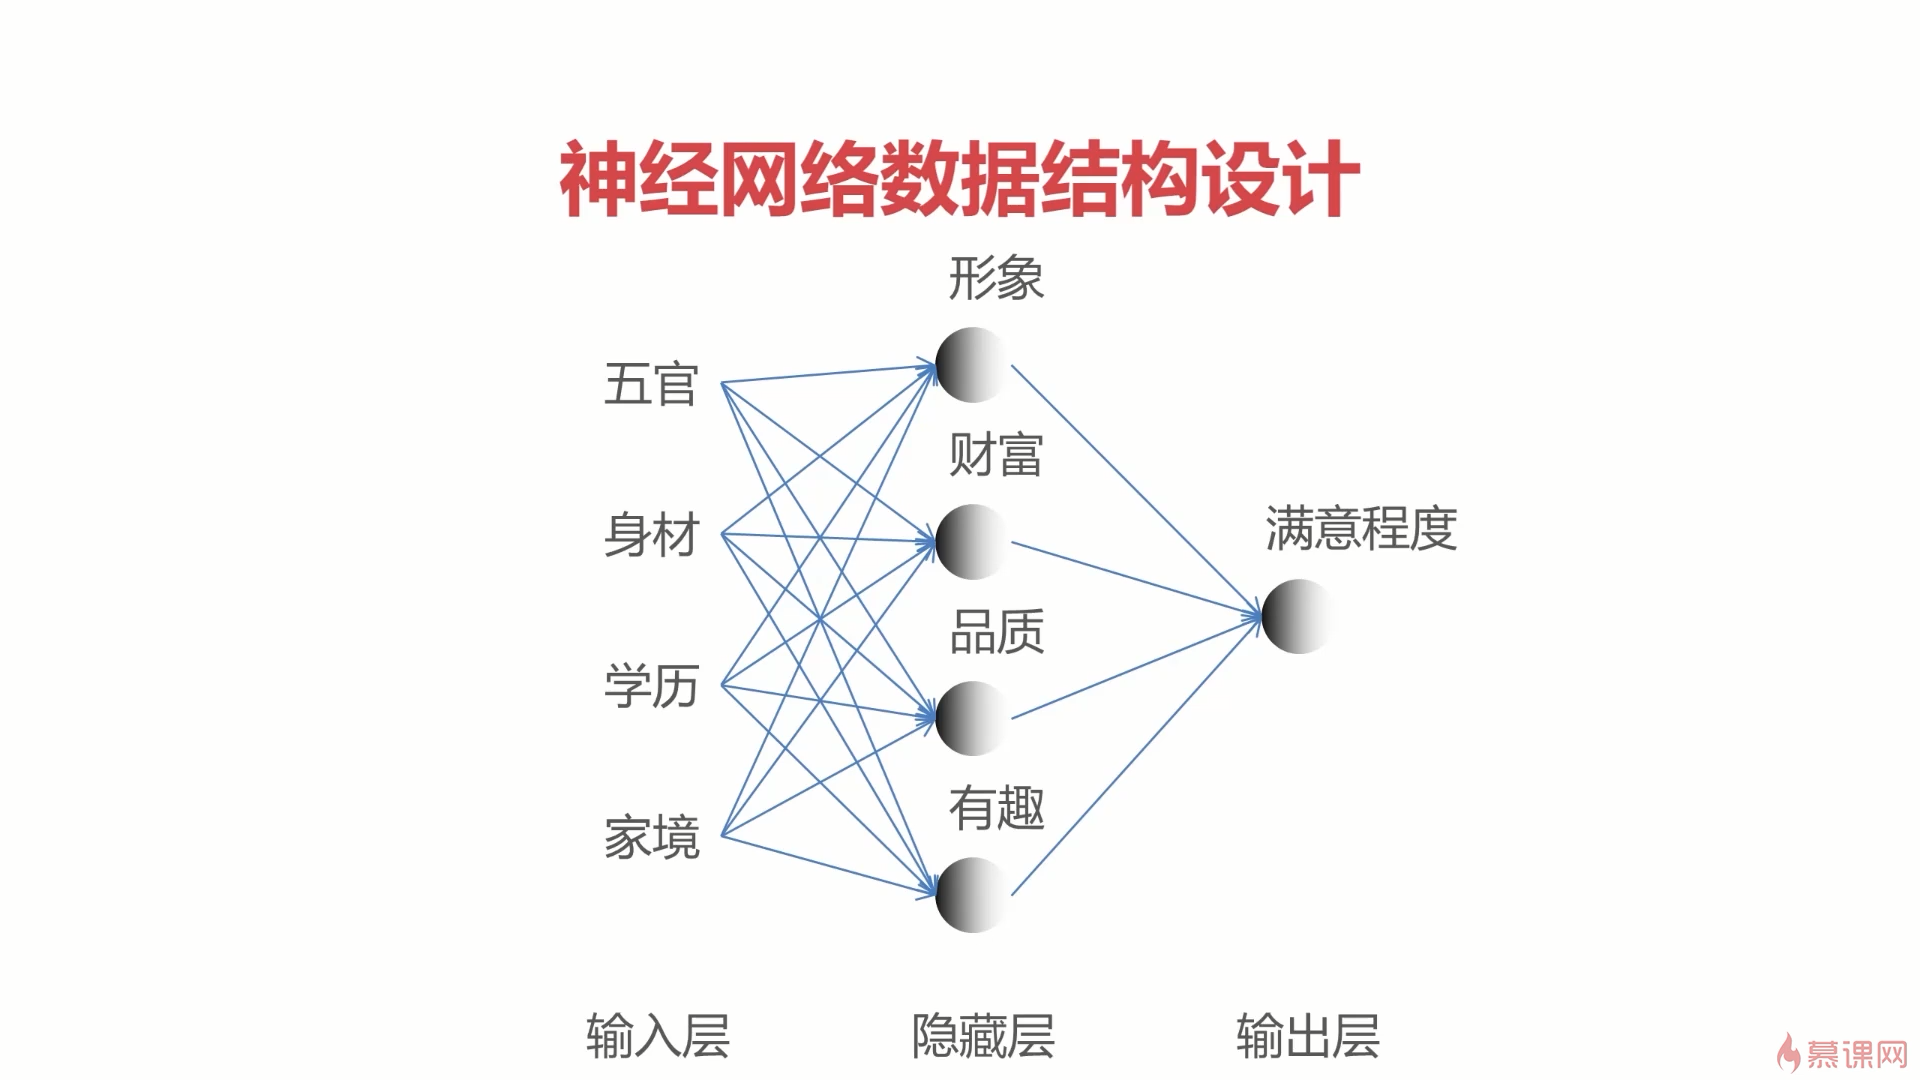 神经网络数据结构设计
形象
五官
财富
身材
满意程度
品质
学历
有趣
家境
输入层
隐藏层
输出层
慕课网